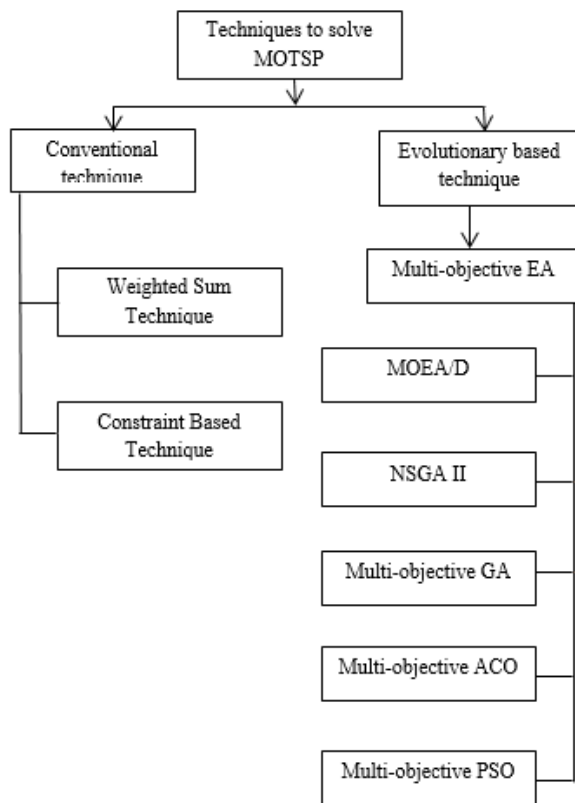 Techniques to solve
MOTSP
Conventional
technique
Evolutionary based
technique
Multi-objective EA
Weighted Sum
Technique
MOEA/D
Constraint Based
Technique
NSGA II
Multi-objective GA
Multi-objective ACO
Multi-objective PSO